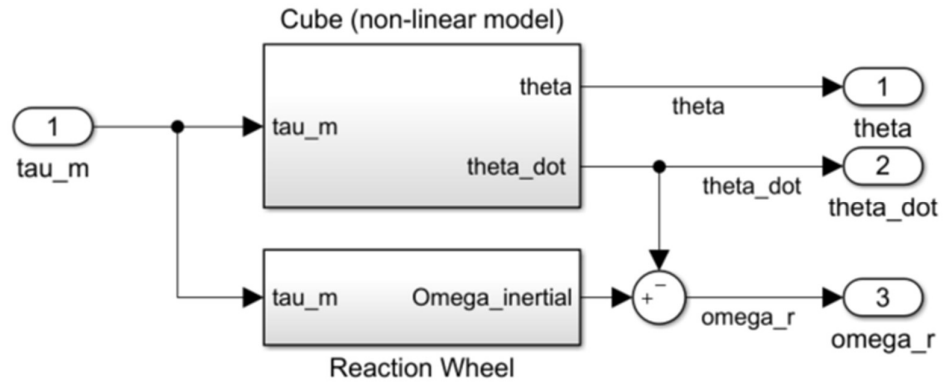 Cube (non-linear model)
theta
1
theta
theta
1
tau_m
tau_m
theta_dot
theta_dot
2
theta_dot
tau_m
Omega_inertial
+
−
omega_r
3
omega_r
Reaction Wheel